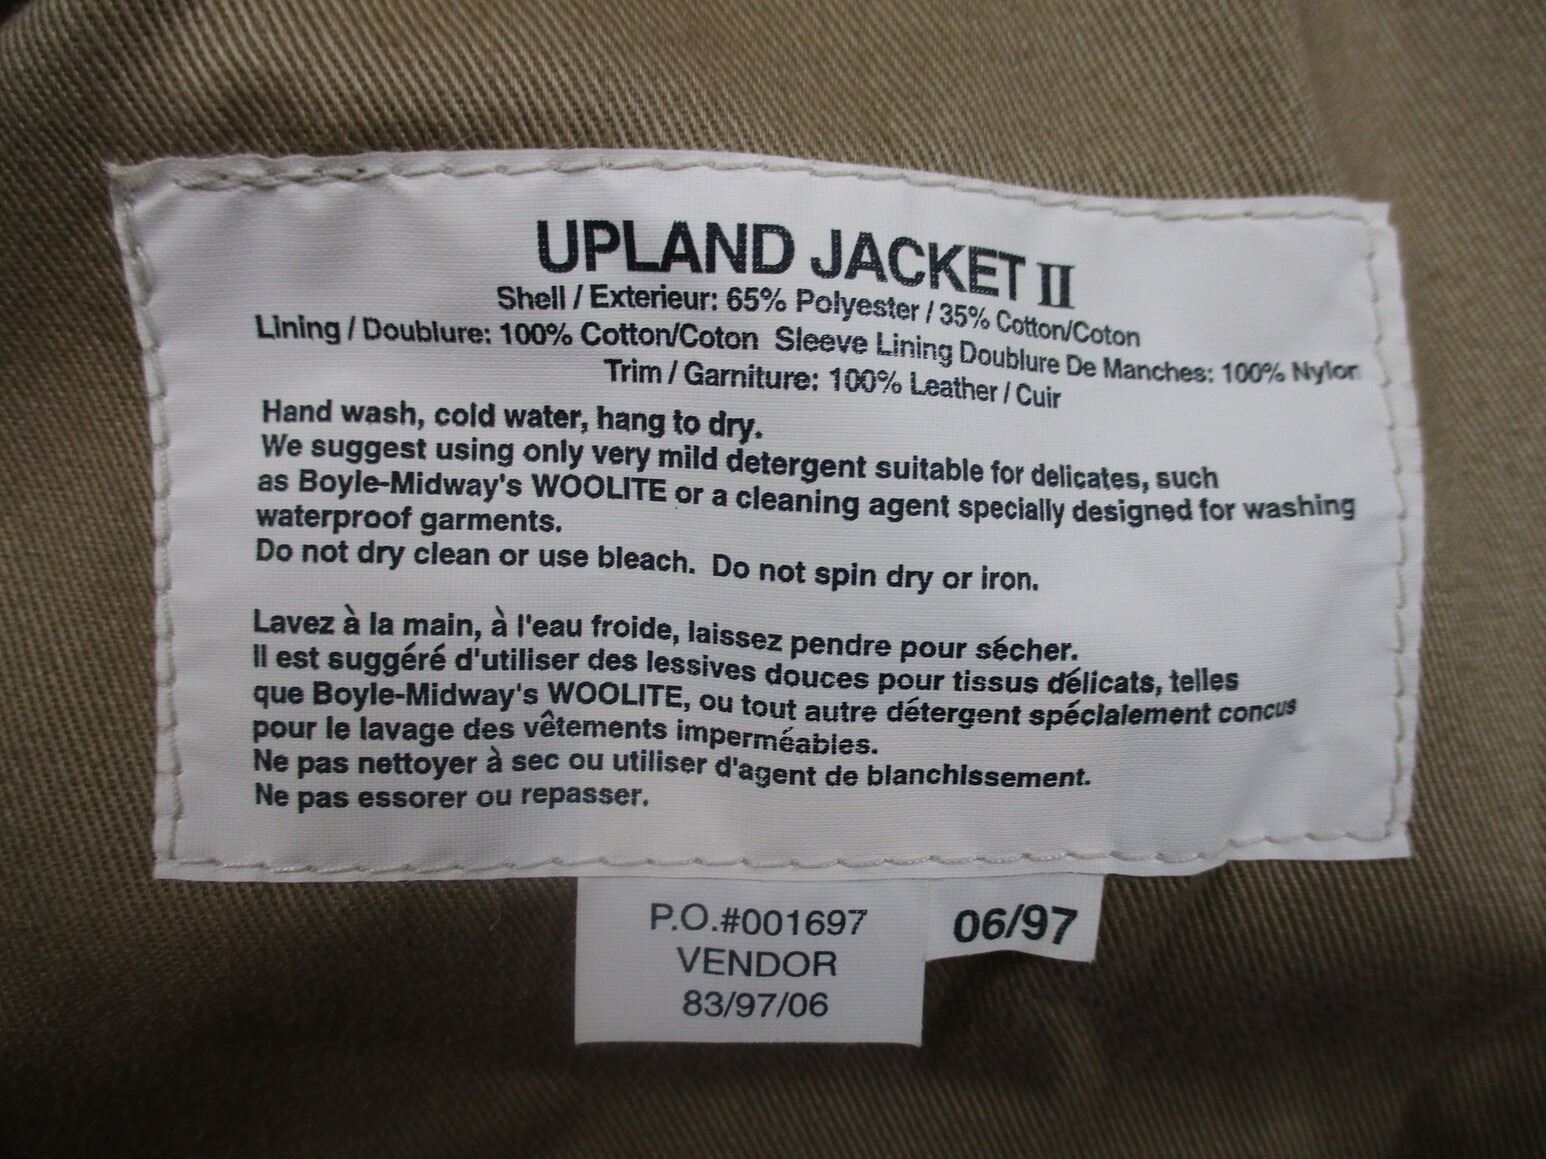 UPLAND JACKET II
Shell / Exterieur: 65% Polyester / 35% Cotton/Coton
Lining / Doublure: 100% Cotton/Coton Sleeve Lining Doublure De Manches: 100% Nylon
Trim / Garniture: 100% Leather / Cuir
Hand wash, cold water, hang to dry.
We suggest using only very mild detergent suitable for delicates, such
as Boyle-Midway's WOOLITE or a cleaning agent specially designed for washing
waterproof garments.
Do not dry clean or use bleach. Do not spin dry or iron.
Lavez à la main, à l'eau froide, laissez pendre pour sécher.
Il est suggéré d'utiliser des lessives douces pour tissus délicats, telles
que Boyle-Midway's WOOLITE, ou tout autre détergent spécialement concus
pour le lavage des vêtements imperméables.
Ne pas nettoyer à sec ou utiliser d'agent de blanchissement.
Ne pas essorer ou repasser.
P.O.#001697
VENDOR
83/97/06
06/97